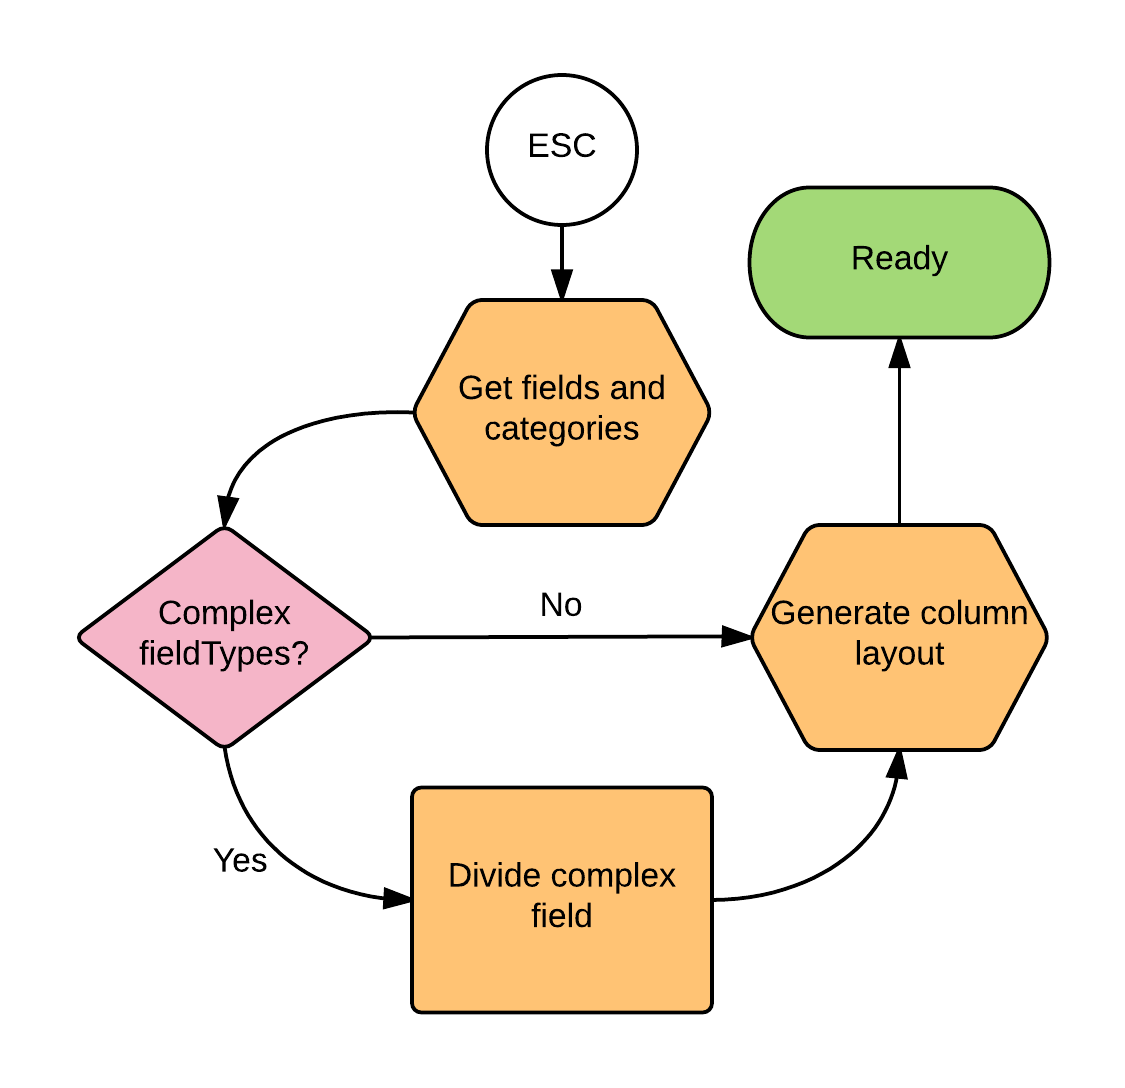 ESC
Ready
Get fields and
categories
No
Complex
fieldTypes?
Generate column
layout
Yes
Divide complex
field